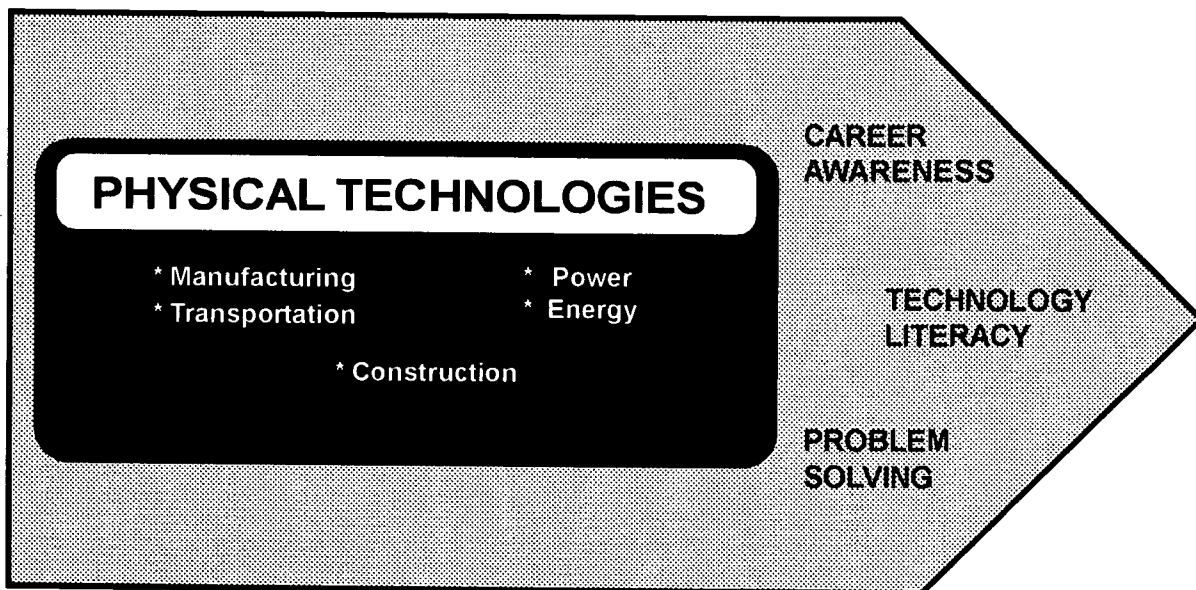 PHYSICAL TECHNOLOGIES
* Manufacturing
* Transportation
* Power
* Energy
* Construction
CAREER
AWARENESS
TECHNOLOGY
LITERACY
PROBLEM
SOLVING